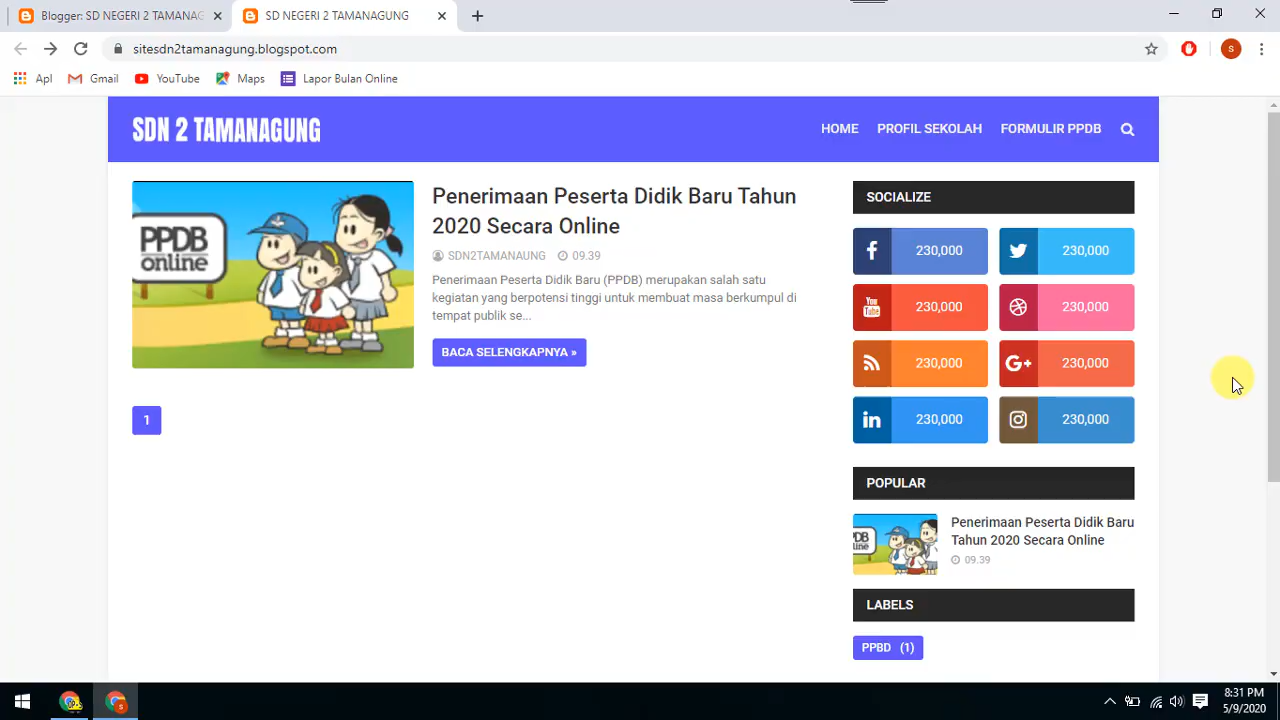 Blogger: SD NEGERI 2 TAMANAG
SD NEGERI 2 TAMANAGUNG
sitesdn2tamanagung.blogspot.com
S
Apl
Gmail
YouTube
Maps
Lapor Bulan Online
SDN 2 TAMANAGUNG
HOME
PROFIL SEKOLAH
FORMULIR PPDB
PPDB
online
Penerimaan Peserta Didik Baru Tahun
2020 Secara Online
SDN2TAMANAUNG
09.39
Penerimaan Peserta Didik Baru (PPDB) merupakan salah satu
kegiatan yang berpotensi tinggi untuk membuat masa berkumpul di
tempat publik se...
BACA SELENGKAPNYA »
1
SOCIALIZE
f 230,000
230,000
You Tube 230,000
230,000
230,000
G+ 230,000
in 230,000
230,000
POPULAR
PDB
online
Penerimaan Peserta Didik Baru
Tahun 2020 Secara Online
09.39
LABELS
PPBD (1)
8:31 PM
5/9/2020